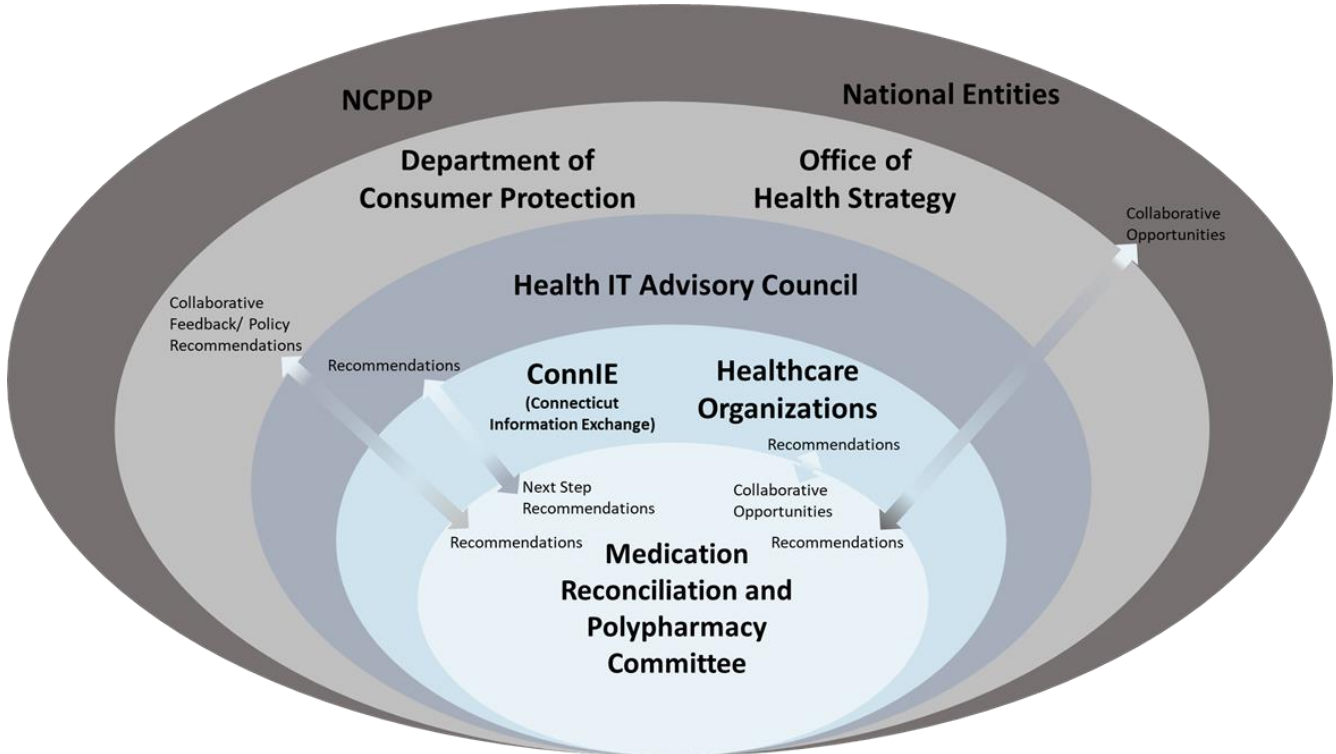 NCPDP
National Entities
Department of
Consumer Protection
Office of
Health Strategy
Collaborative
Opportunities
Health IT Advisory Council
Collaborative
Feedback/ Policy
Recommendations
Recommendations
ConnIE
(Connecticut
Information Exchange)
Healthcare
Organizations
Recommendations
Next Step
Recommendations
Collaborative
Opportunities
Recommendations
Recommendations
Medication
Reconciliation and
Polypharmacy
Committee